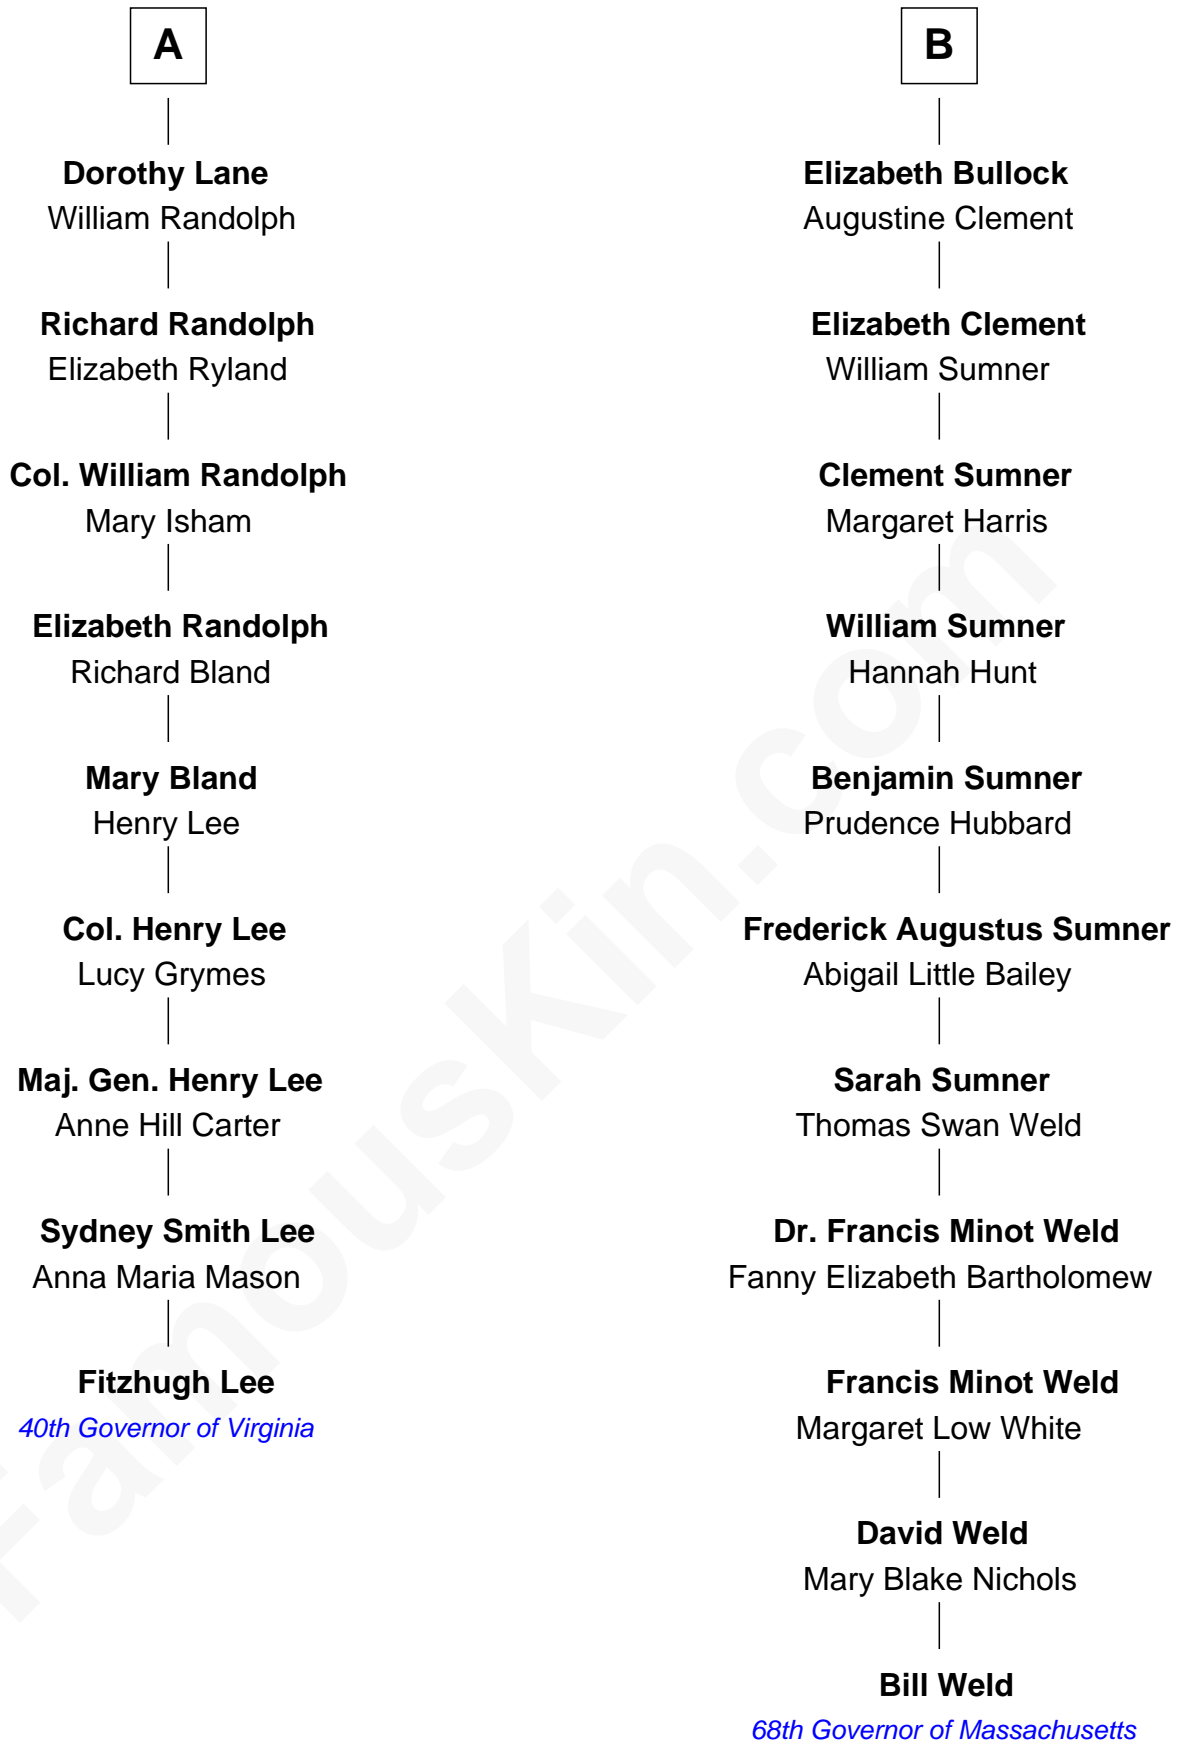 A
Dorothy Lane
William Randolph
Richard Randolph
Elizabeth Ryland
Col. William Randolph
Mary Isham
Elizabeth Randolph
Richard Bland
Mary Bland
Henry Lee
Col. Henry Lee
Lucy Grymes
Maj. Gen. Henry Lee
Anne Hill Carter
Sydney Smith Lee
Anna Maria Mason
Fitzhugh Lee
40th Governor of Virginia
B
Elizabeth Bullock
Augustine Clement
Elizabeth Clement
William Sumner
Clement Sumner
Margaret Harris
William Sumner
Hannah Hunt
Benjamin Sumner
Prudence Hubbard
Frederick Augustus Sumner
Abigail Little Bailey
Sarah Sumner
Thomas Swan Weld
Dr. Francis Minot Weld
Fanny Elizabeth Bartholomew
Francis Minot Weld
Margaret Low White
David Weld
Mary Blake Nichols
Bill Weld
68th Governor of Massachusetts
FamousKin.com